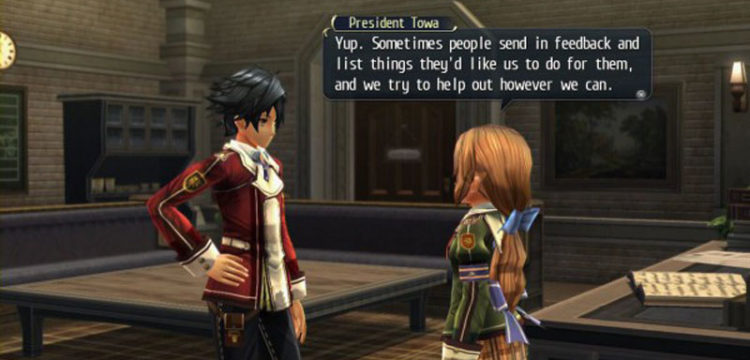 President Towa
Yup. Sometimes people send in feedback and
list things they'd like us to do for them,
and we try to help out however we can.